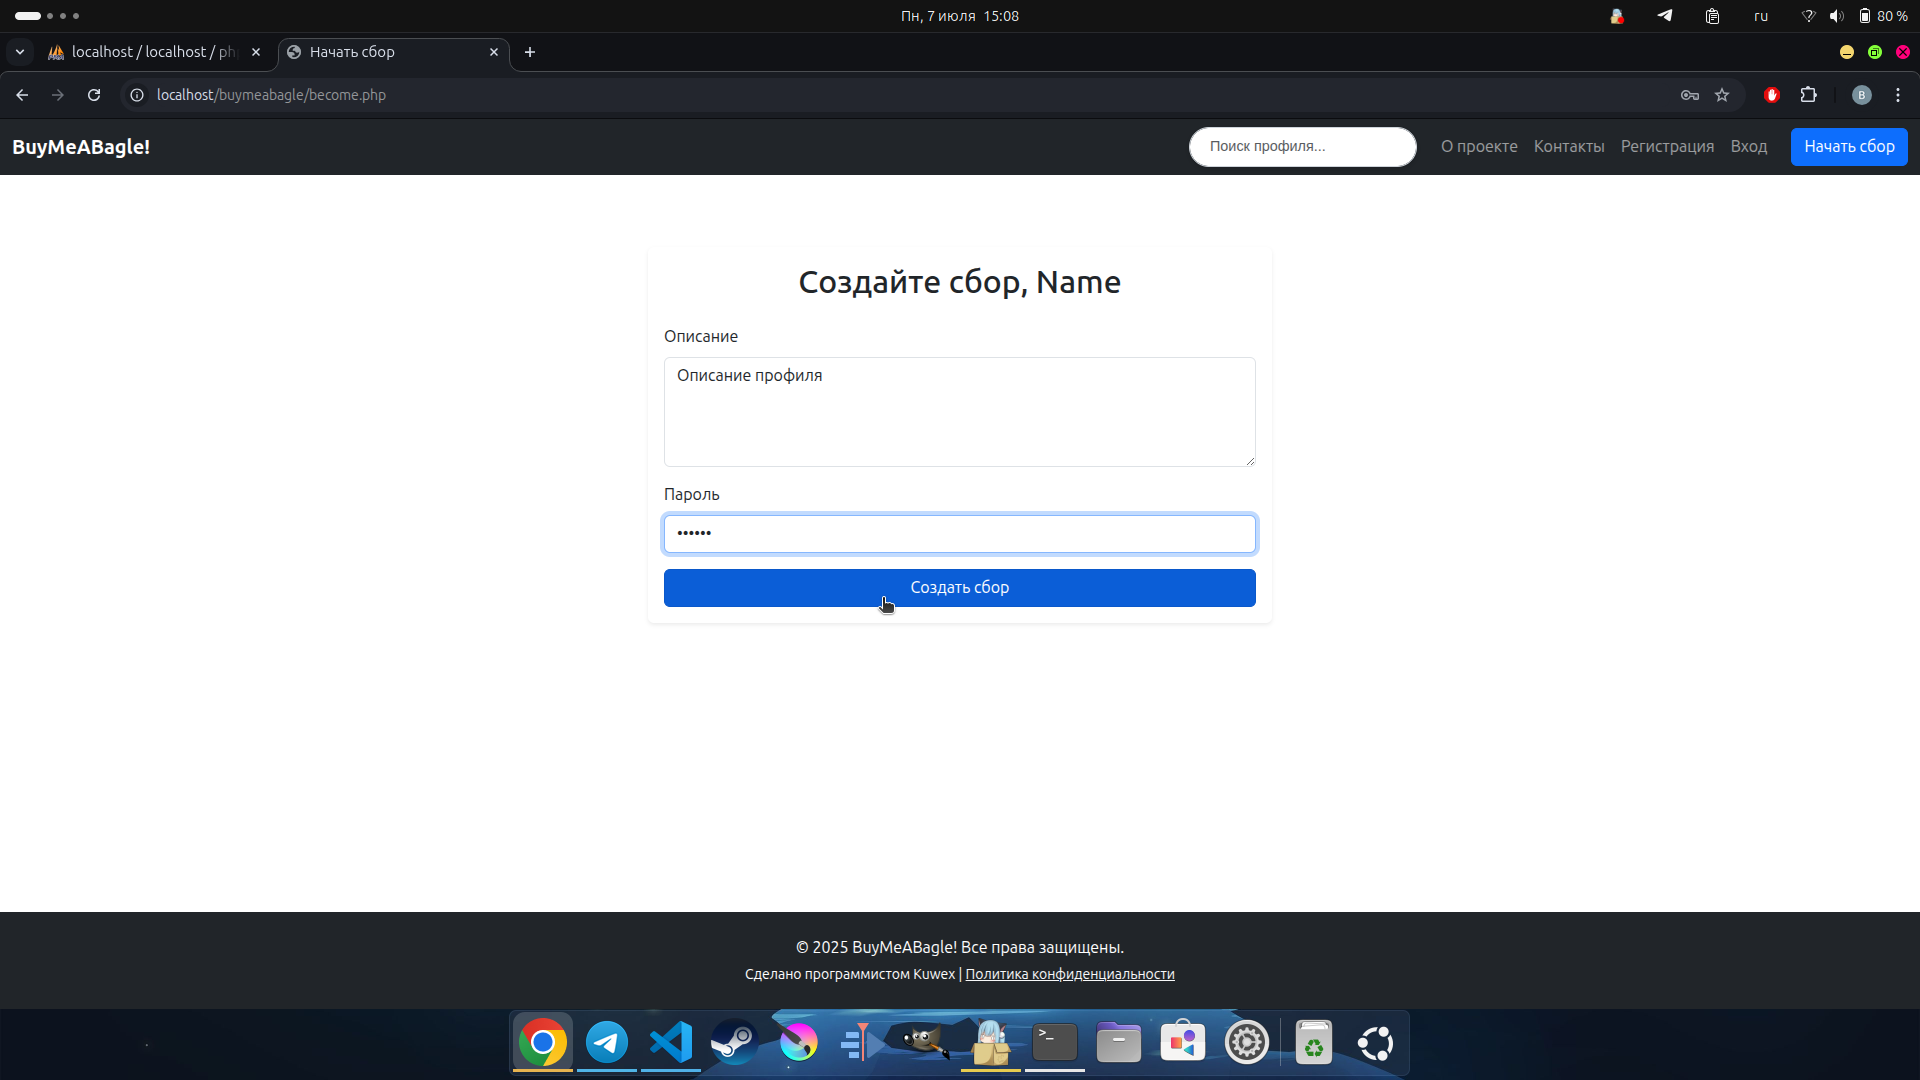 Пн, 7 июля 15:08
ru
80 %
localhost / localhost / ph
Начать сбор
localhost/buymeabagle/become.php
B
BuyMeABagle!
Поиск профиля...
О проекте
Контакты
Регистрация
Вход
Начать сбор
Создайте сбор, Name
Описание
Описание профиля
Пароль
••••••
Создать сбор
© 2025 BuyMeABagle! Все права защищены.
Сделано программистом Kuwex | Политика конфиденциальности
>_